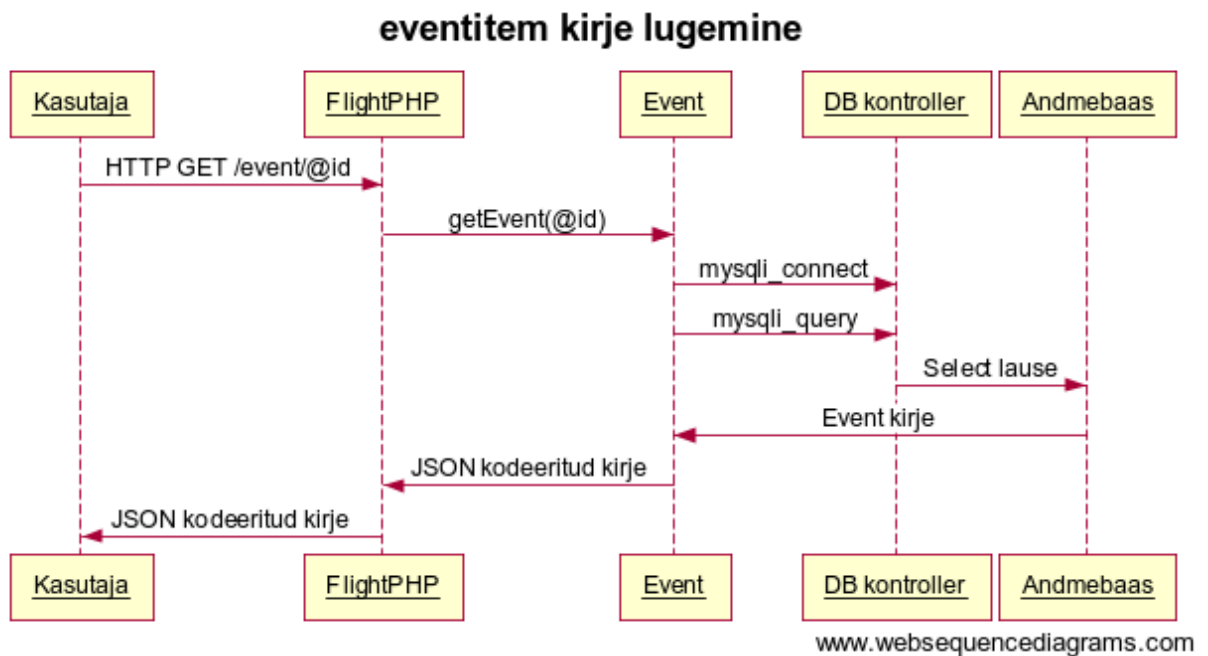 eventitem kirje lugemine
Kasutaja
FlightPHP
Event
DB kontroller
Andmebaas
HTTP GET /event/@id
getEvent(@id)
mysqli_connect
mysqli_query
Select lause
Event kirje
JSON kodeeritud kirje
JSON kodeeritud kirje
Kasutaja
FlightPHP
Event
DB kontroller
Andmebaas
www.websequencediagrams.com